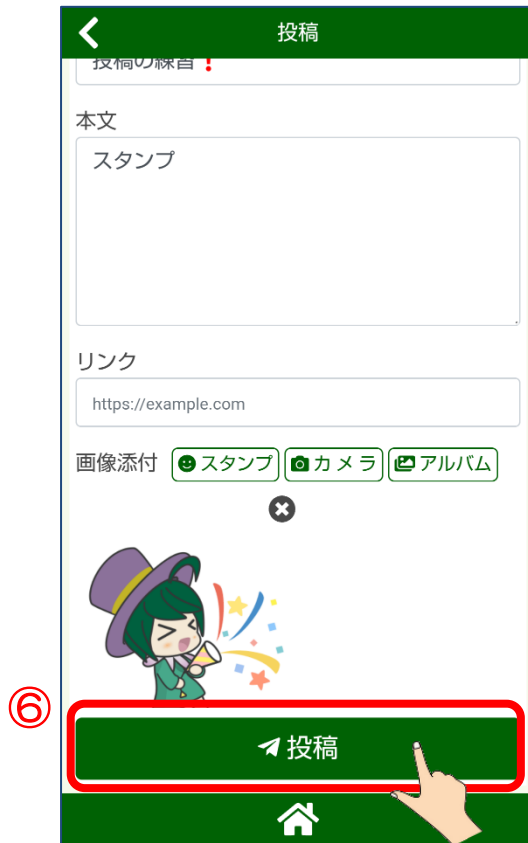 投稿
投稿の練習❗
本文
スタンプ
リンク
https://example.com
画像添付 スタンプ カメラ アルバム
⑥
投稿